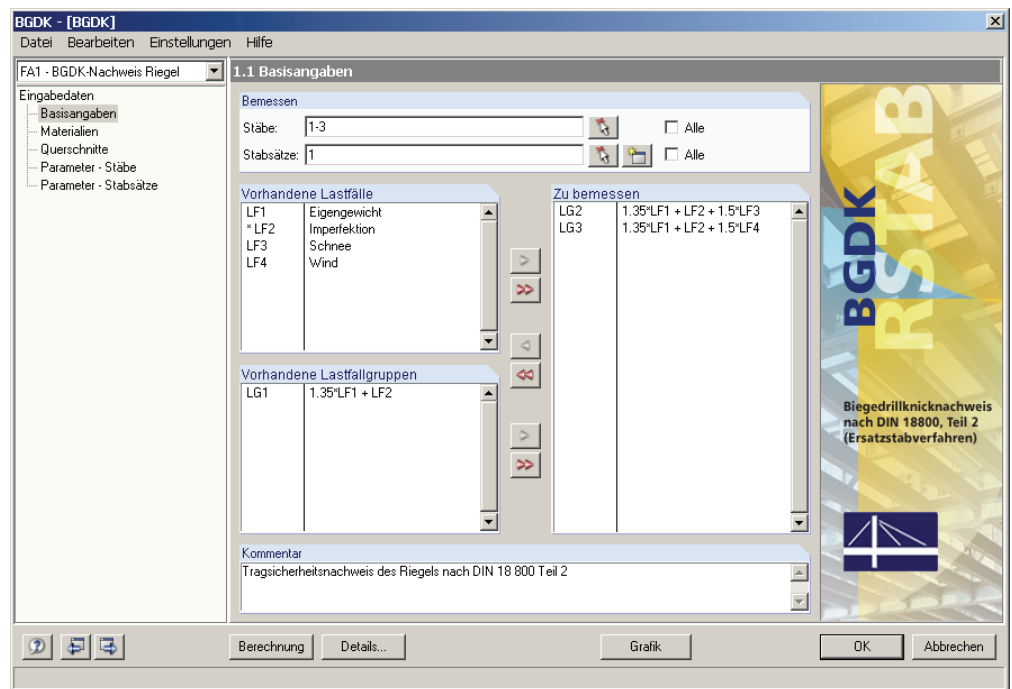 BGDK - [BGDK]
Datei Bearbeiten Einstellungen Hilfe
FA1 - BGDK-Nachweis Riegel
1.1 Basisangaben
Eingabedaten
Basisangaben
Materialien
Querschnitte
Parameter - Stäbe
Parameter - Stabsätze
Bemessen
Stäbe: 1-3 Alle
Stabsätze: 1 Alle
Vorhandene Lastfälle
LF1 Eigengewicht
* LF2 Imperfektion
LF3 Schnee
LF4 Wind
Zu bemessen
LG2 1.35*LF1 + LF2 + 1.5*LF3
LG3 1.35*LF1 + LF2 + 1.5*LF4
Vorhandene Lastfallgruppen
LG1 1.35*LF1 + LF2
Kommentar
Tragsicherheitsnachweis des Riegels nach DIN 18 800 Teil 2
BGDK
RSTAB
Biegedrillknicknachweis
nach DIN 18800, Teil 2
(Ersatzstabverfahren)
Berechnung Details... Grafik OK Abbrechen